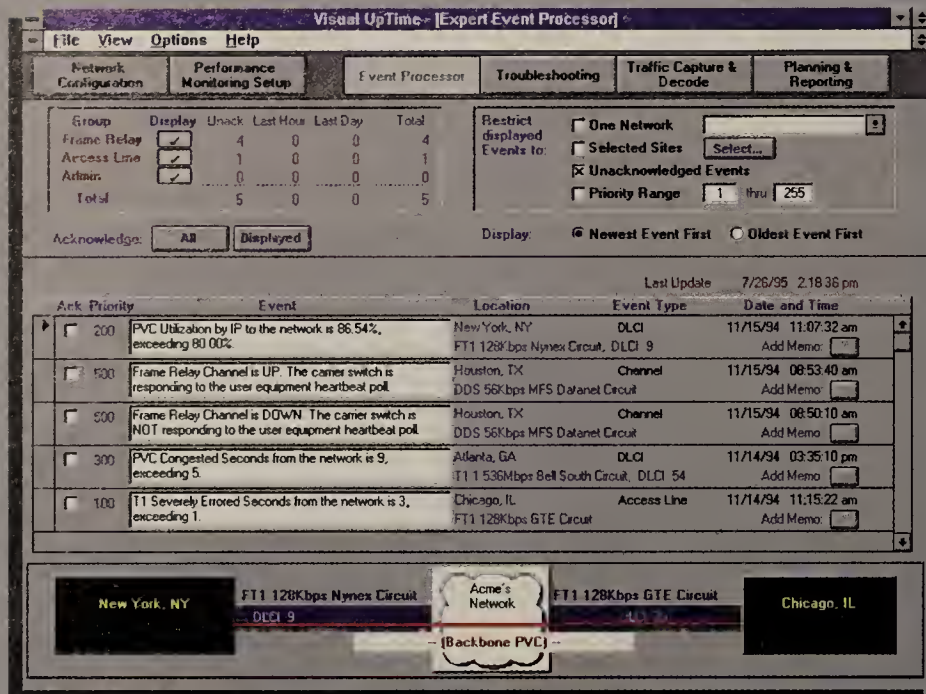 Visual UpTime - [Expert Event Processor]
File View Options Help
Network Configuration
Performance Monitoring Setup
Event Processor
Troubleshooting
Traffic Capture & Decode
Planning & Reporting
Group Display Unack Last Hour Last Day Total
Frame Relay 4 0 0 4
Access Line 1 0 0 1
Admin 0 0 0 0
Total 5 0 0 5
Acknowledge: All Displayed
Restrict displayed Events to:
One Network
Selected Sites Select...
Unacknowledged Events
Priority Range 1 thru 255
Display: Newest Event First Oldest Event First
Last Update 7/26/95 2:18:36 pm
Ack Priority Event Location Event Type Date and Time
200 PVC Utilization by IP to the network is 86.54%, exceeding 80.00%. New York, NY DLCI 11/15/94 11:07:32 am
FT1 128Kbps Nynex Circuit, DLCI 9 Add Memo:
500 Frame Relay Channel is UP. The carrier switch is responding to the user equipment heartbeat poll. Houston, TX Channel 11/15/94 08:53:40 am
DDS 56Kbps MFS Datanet Circuit Add Memo:
500 Frame Relay Channel is DOWN. The carrier switch is NOT responding to the user equipment heartbeat poll. Houston, TX Channel 11/15/94 08:50:10 am
DDS 56Kbps MFS Datanet Circuit Add Memo:
300 PVC Congested Seconds from the network is 9, exceeding 5. Atlanta, GA DLCI 11/14/94 03:35:10 pm
T1 1.536Mbps Bell South Circuit, DLCI 54 Add Memo:
100 T1 Severely Errored Seconds from the network is 3, exceeding 1. Chicago, IL Access Line 11/14/94 11:15:22 am
FT1 128Kbps GTE Circuit Add Memo:
New York, NY
FT1 128Kbps Nynex Circuit
DLCI 9
Acme's Network
[Backbone PVC]
FT1 128Kbps GTE Circuit
Chicago, IL